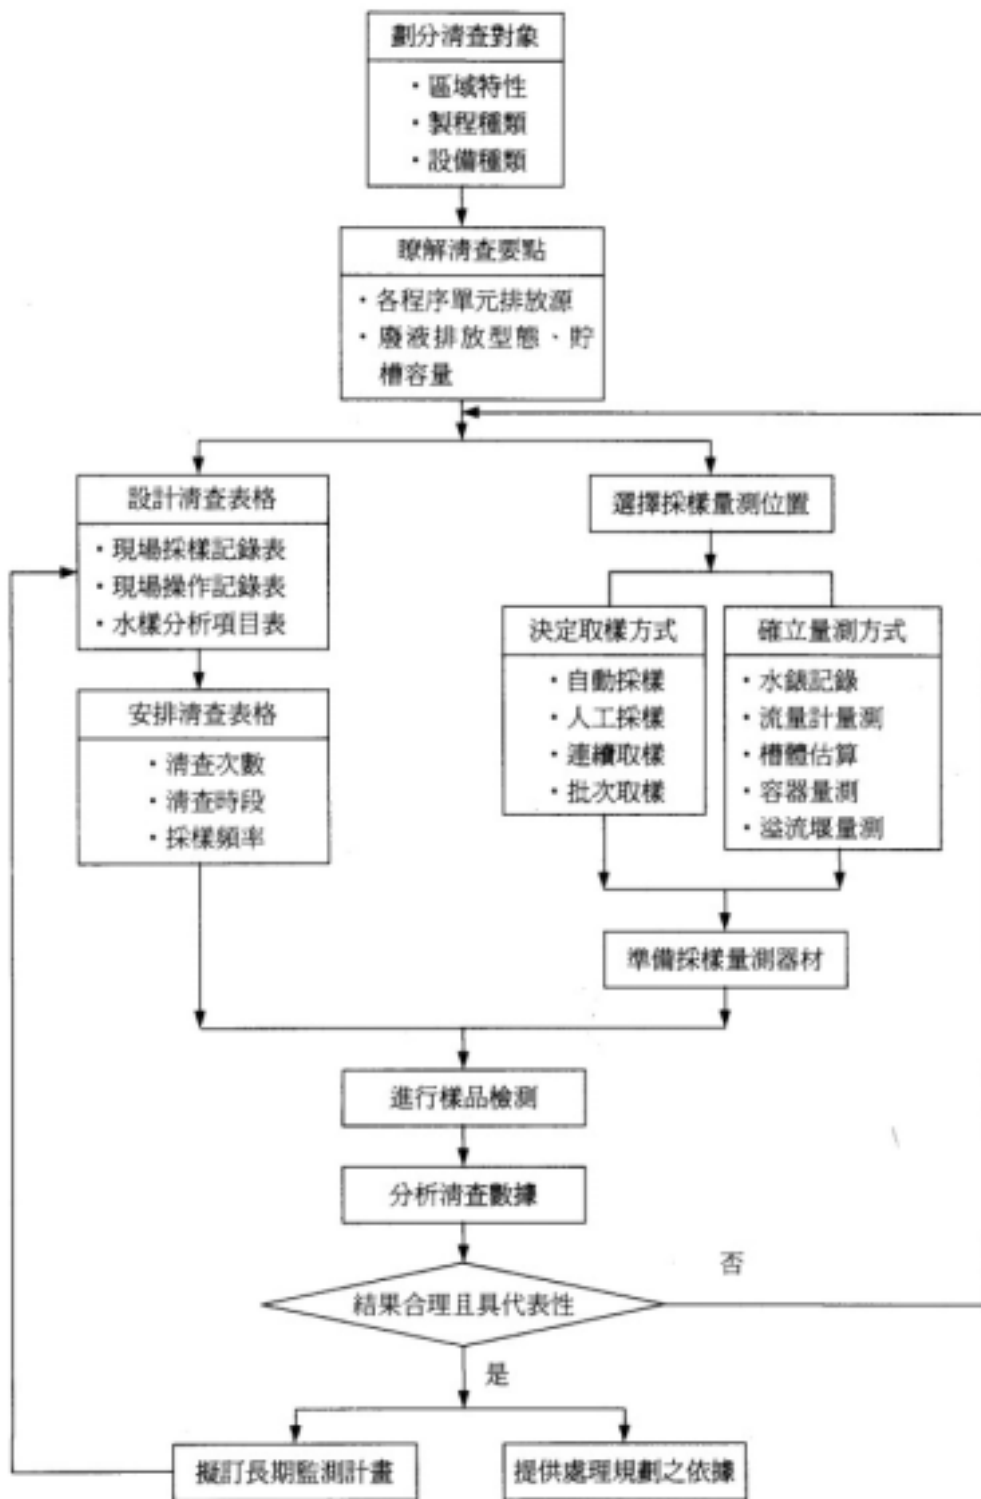 劃分清查對象
・區域特性
・製程種類
・設備種類
瞭解清查要點
・各程序單元排放源
・廢液排放型態、貯
槽容量
設計清查表格
・現場採樣記錄表
・現場操作記錄表
・水樣分析項目表
安排清查表格
・清查次數
・清查時段
・採樣頻率
選擇採樣量測位置
決定取樣方式
・自動採樣
・人工採樣
・連續取樣
・批次取樣
確立量測方式
・水錶記錄
・流量計量測
・槽體估算
・容器量測
・溢流堰量測
準備採樣量測器材
進行樣品檢測
分析清查數據
結果合理且具代表性
否
是
擬訂長期監測計畫
提供處理規劃之依據